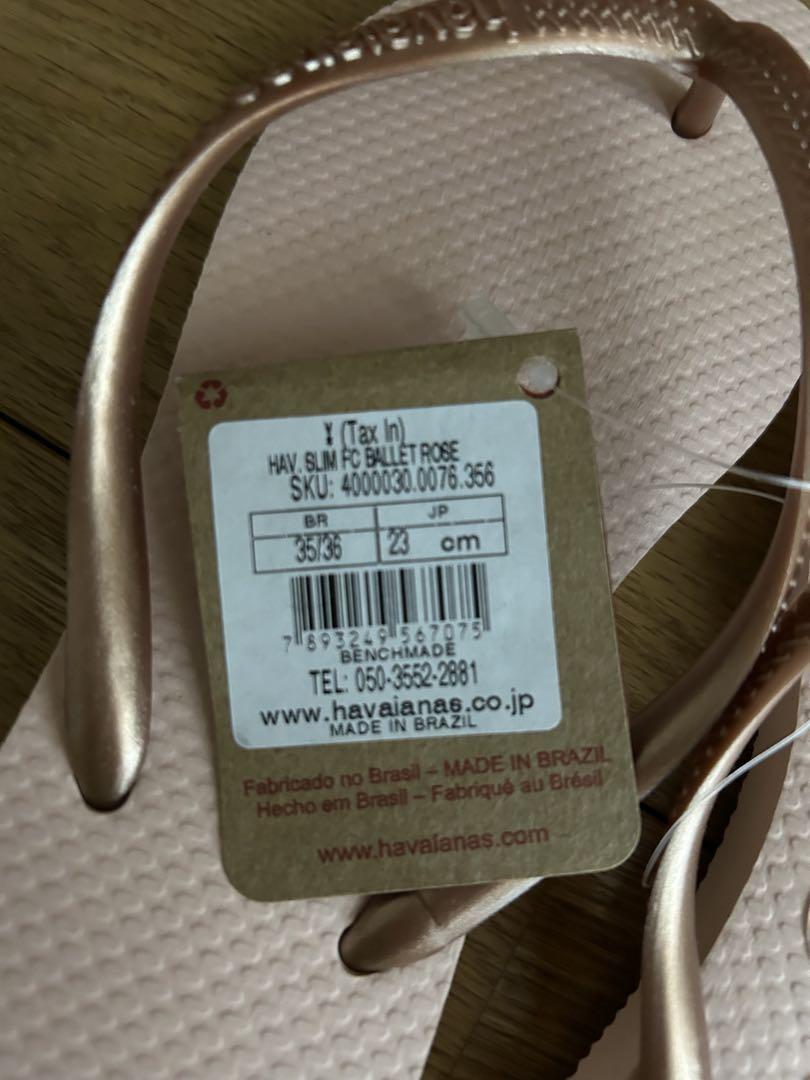 havaianas
¥ (Tax In)
HAV. SLIM FC BALLET ROSE
SKU: 4000030.0076.356
BR JP
35/36 23 cm
7 893249 567075
BENCHMADE
TEL: 050-3552-2881
www.havaianas.co.jp
MADE IN BRAZIL
Fabricado no Brasil – MADE IN BRAZIL
Hecho em Brasil – Fabriqué au Brésil
www.havaianas.com